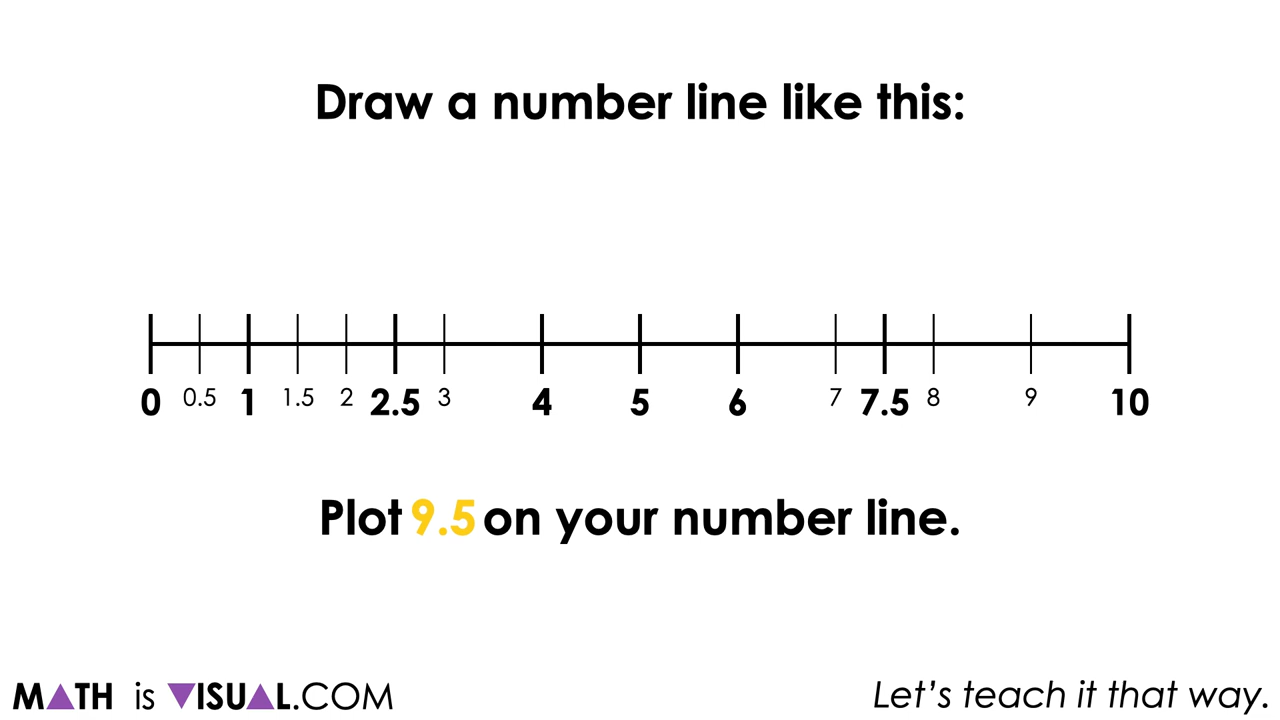 Draw a number line like this:
0 0.5 1 1.5 2 2.5 3 4 5 6 7 7.5 8 9 10
Plot 9.5 on your number line.
MATH is VISUAL.COM
Let's teach it that way.